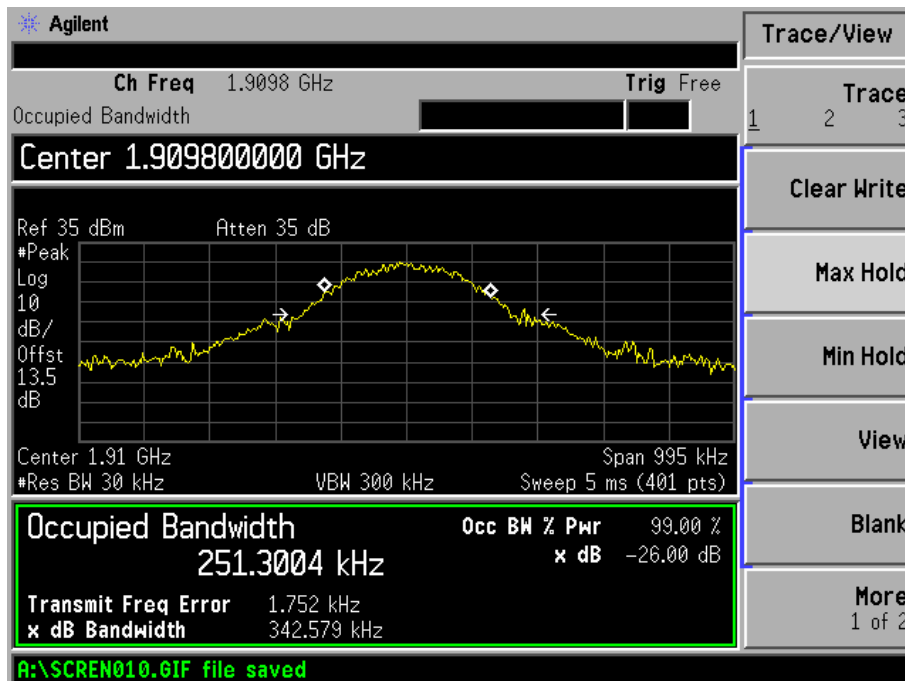 Agilent
Ch Freq 1.9098 GHz Trig Free
Occupied Bandwidth
Center 1.909800000 GHz
Ref 35 dBm Atten 35 dB
#Peak
Log
10
dB/
Offst
13.5
dB
Center 1.91 GHz Span 995 kHz
#Res BW 30 kHz VBW 300 kHz Sweep 5 ms (401 pts)
Occupied Bandwidth Occ BW % Pwr 99.00 %
251.3004 kHz x dB -26.00 dB
Transmit Freq Error 1.752 kHz
x dB Bandwidth 342.579 kHz
A:\SCREN010.GIF file saved
Trace/View
Trace
1 2 3
Clear Write
Max Hold
Min Hold
View
Blank
More
1 of 2